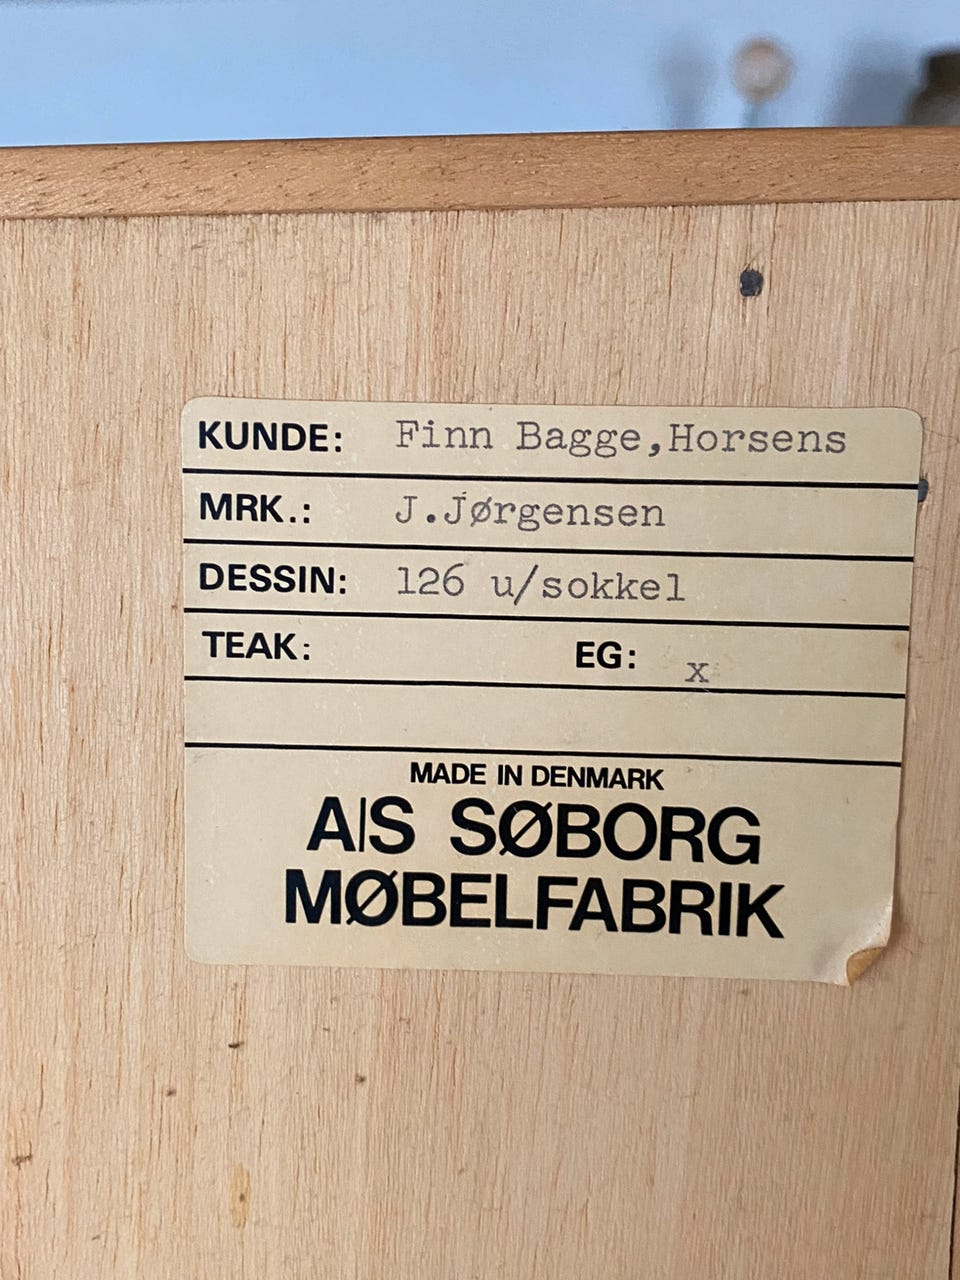 KUNDE: Finn Bagge,Horsens
MRK.: J.Jørgensen
DESSIN: 126 u/sokkel
TEAK: EG: x
MADE IN DENMARK
A|S SØBORG
MØBELFABRIK